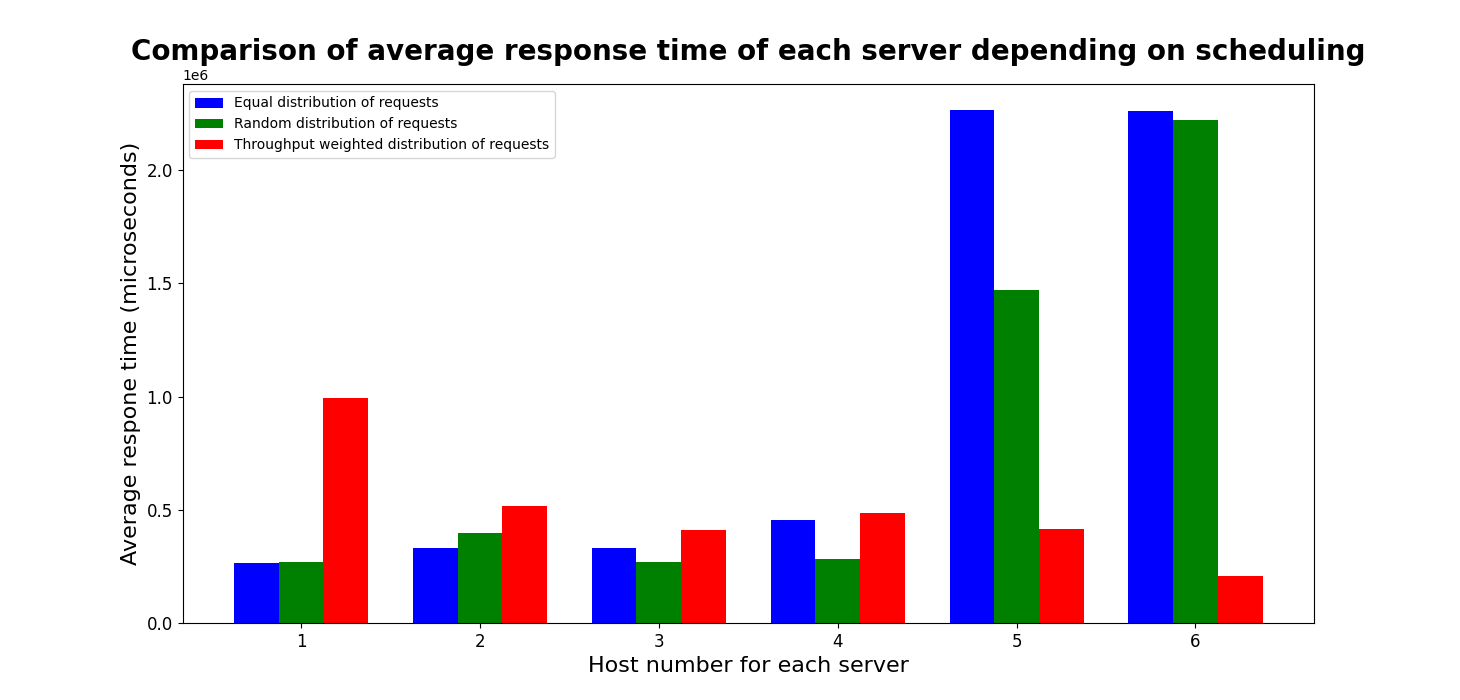 Comparison of average response time of each server depending on scheduling
1e6
Equal distribution of requests
Random distribution of requests
Throughput weighted distribution of requests
Average respone time (microseconds)
2.0
1.5
1.0
0.5
0.0
1 2 3 4 5 6
Host number for each server